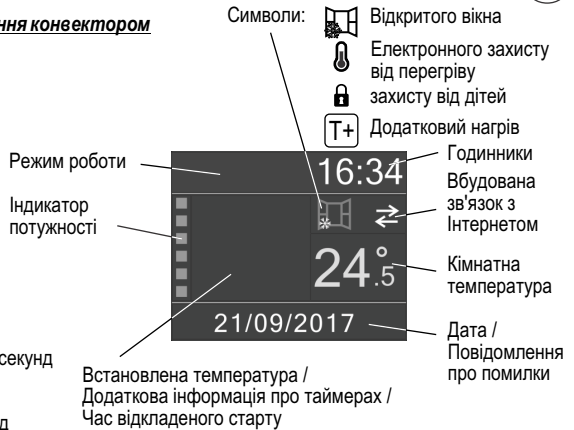 ння конвектором
Символи:
Відкритого вікна
Електронного захисту
від перегріву
захисту від дітей
T+ Додатковий нагрів
Режим роботи
16:34
Годинники
Індикатор
потужності
Вбудована
зв'язок з
Інтернетом
24°.5
Кімнатна
температура
21/09/2017
Дата /
Повідомлення
про помилки
секунд
Встановлена температура /
Додаткова інформація про таймерах /
Час відкладеного старту
д